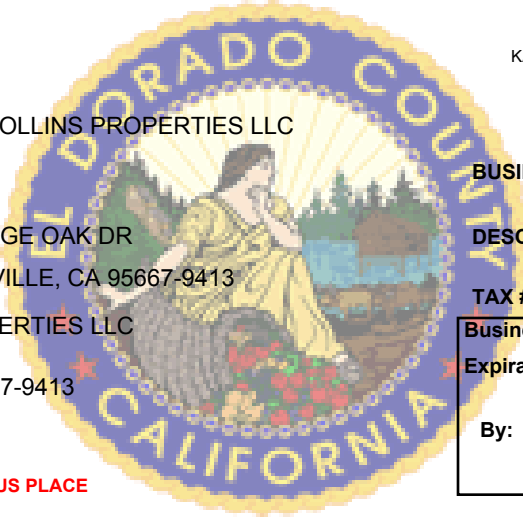 EL DORADO COUNTY
CALIFORNIA
K
OLLINS PROPERTIES LLC
BUSI
GE OAK DR
DESC
VILLE, CA 95667-9413
TAX #
ERTIES LLC
Busin
Expira
7-9413
By:
US PLACE